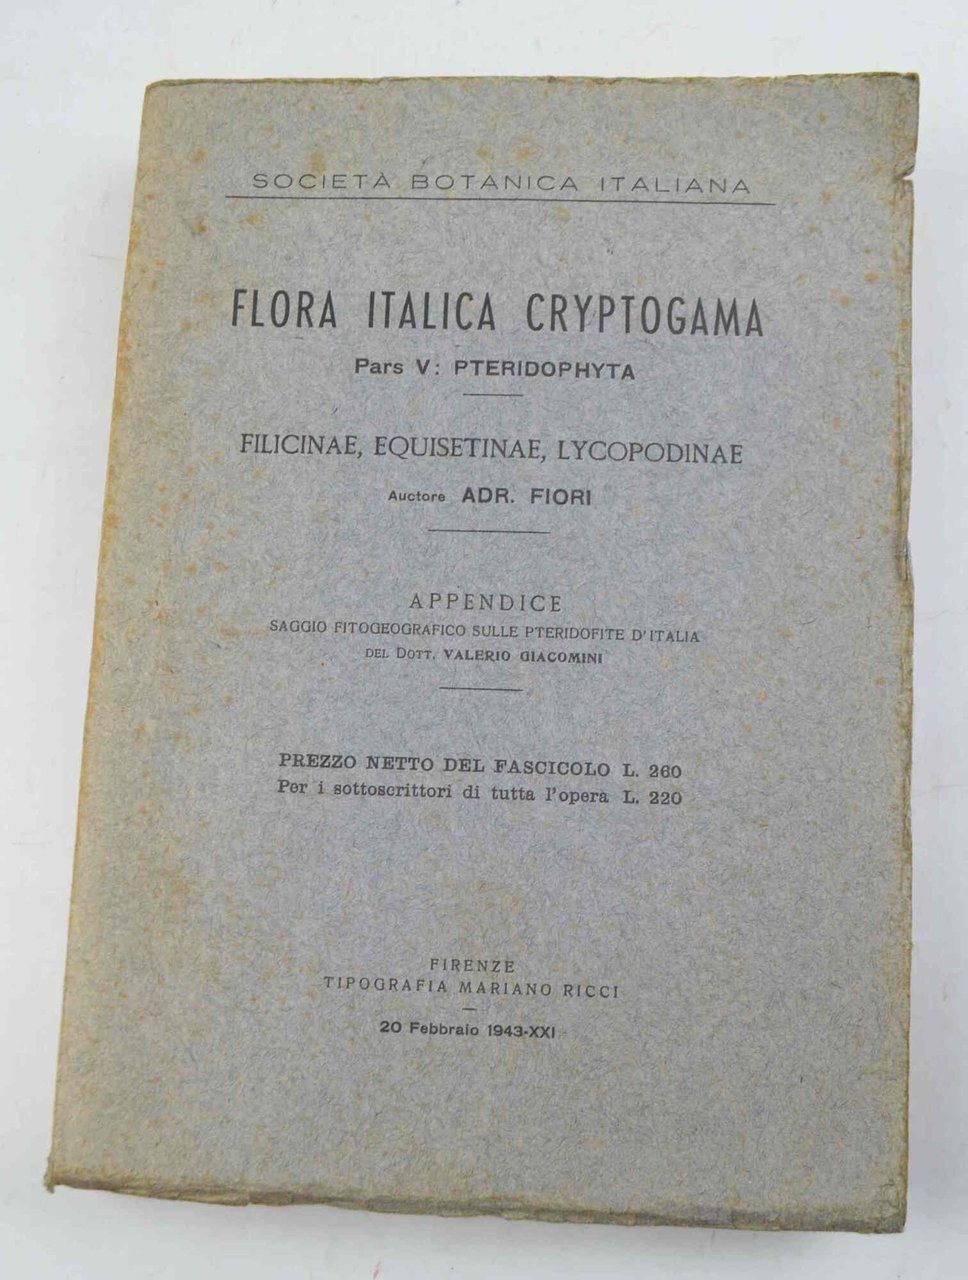 SOCIETÀ BOTANICA ITALIANA
FLORA ITALICA CRYPTOGAMA
Pars V: PTERIDOPHYTA
FILICINAE, EQUISETINAE, LYCOPODINAE
Auctore ADR. FIORI
APPENDICE
SAGGIO FITOGEOGRAFICO SULLE PTERIDOFITE D'ITALIA
DEL DOTT. VALERIO GIACOMINI
PREZZO NETTO DEL FASCICOLO L. 260
Per i sottoscrittori di tutta l'opera L. 220
FIRENZE
TIPOGRAFIA MARIANO RICCI
20 Febbraio 1943-XXI